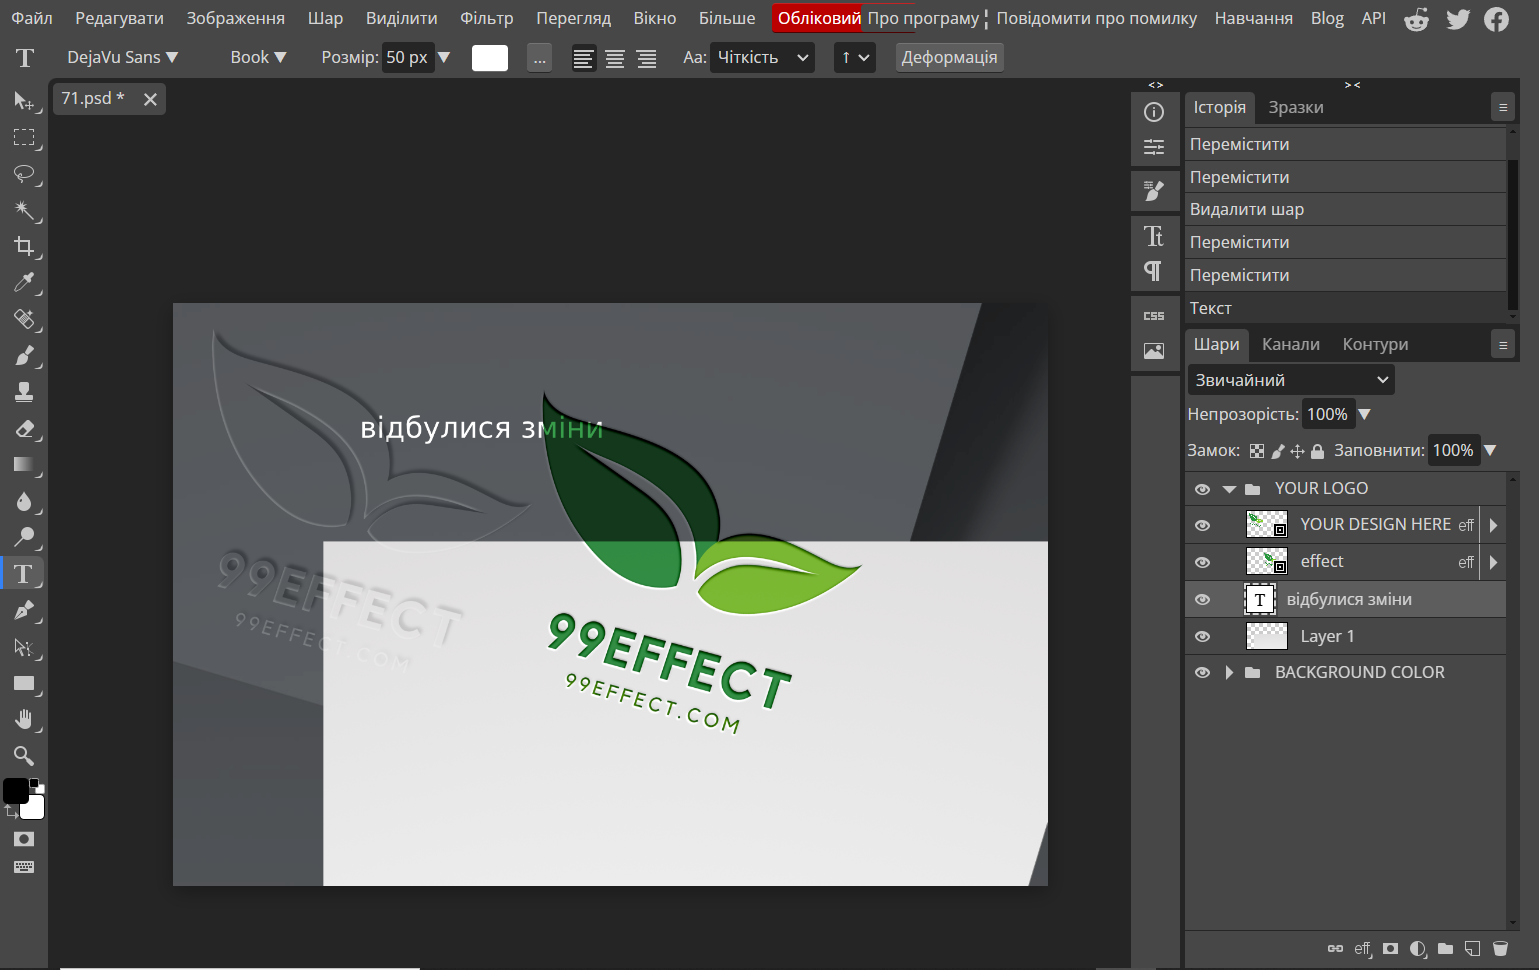 Файл Редагувати Зображення Шар Виділити Фільтр Перегляд Вікно Більше Обліковий Про програму Повідомити про помилку Навчання Blog API
DejaVu Sans Book Розмір: 50 px ... Aa: Чіткість Деформація
71.psd *
Історія Зразки
Перемістити
Перемістити
Видалити шар
Перемістити
Перемістити
Текст
CSS
Шари Канали Контури
Звичайний
Непрозорість: 100%
Замок: Заповнити: 100%
YOUR LOGO
YOUR DESIGN HERE eff
effect eff
відбулися зміни
Layer 1
BACKGROUND COLOR
eff
відбулися зміни
99EFFECT
99EFFECT.COM
99EFFECT
99EFFECT.COM